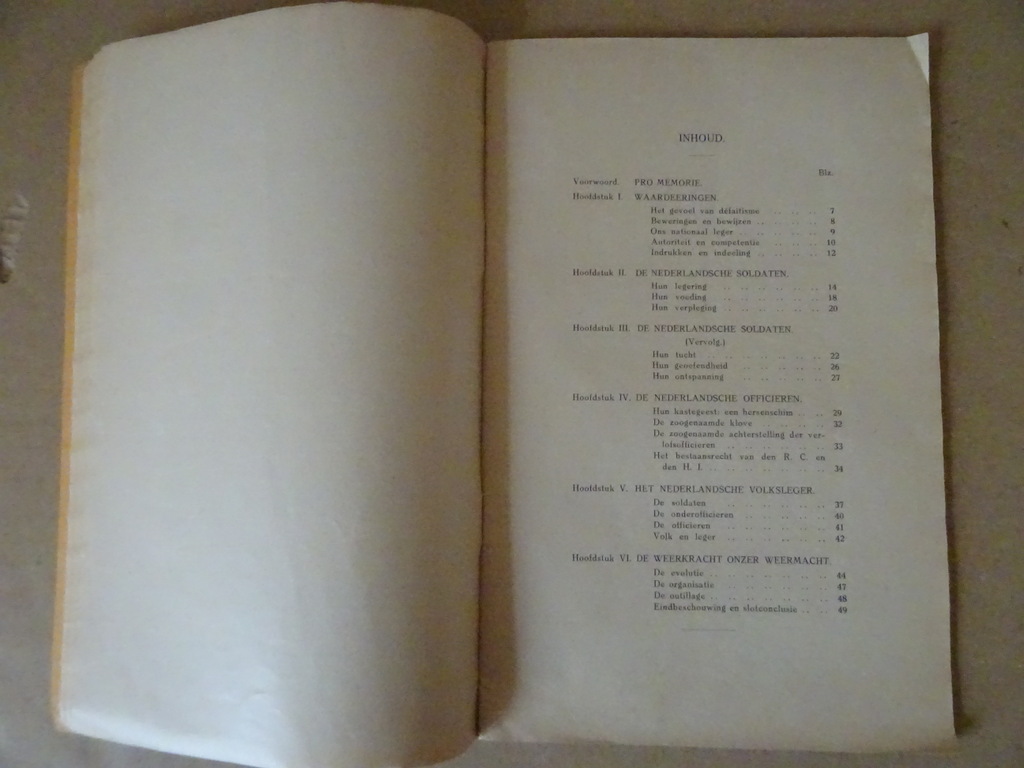 INHOUD.
Blz.
Voorwoord. PRO MEMORIE.
Hoofdstuk I. WAARDEERINGEN.
Het gevoel van défaitisme .. .. .. 7
Beweringen en bewijzen .. .. .. .. 8
Ons nationaal leger .. .. .. .. .. 9
Autoriteit en competentie .. .. .. 10
Indrukken en indeeling .. .. .. .. 12
Hoofdstuk II. DE NEDERLANDSCHE SOLDATEN.
Hun legering .. .. .. .. .. .. 14
Hun voeding .. .. .. .. .. .. 18
Hun verpleging .. .. .. .. .. .. 20
Hoofdstuk III. DE NEDERLANDSCHE SOLDATEN.
(Vervolg.)
Hun tucht .. .. .. .. .. .. .. 22
Hun geoefendheid .. .. .. .. .. 26
Hun ontspanning .. .. .. .. .. 27
Hoofdstuk IV. DE NEDERLANDSCHE OFFICIEREN.
Hun kastegeest: een hersenschim .. .. 29
De zoogenaamde klove .. .. .. .. 32
De zoogenaamde achterstelling der ver-
lofsofficieren .. .. .. .. .. .. 33
Het bestaansrecht van den R. C. en
den H. I. .. .. .. .. .. .. .. 34
Hoofdstuk V. HET NEDERLANDSCHE VOLKSLEGER.
De soldaten .. .. .. .. .. .. 37
De onderofficieren .. .. .. .. .. 40
De officieren .. .. .. .. .. .. 41
Volk en leger .. .. .. .. .. .. 42
Hoofdstuk VI. DE WEERKRACHT ONZER WEERMACHT.
De evolutie .. .. .. .. .. .. .. 44
De organisatie .. .. .. .. .. .. 47
De outillage .. .. .. .. .. .. .. 48
Eindbeschouwing en slotconclusie .. .. 49